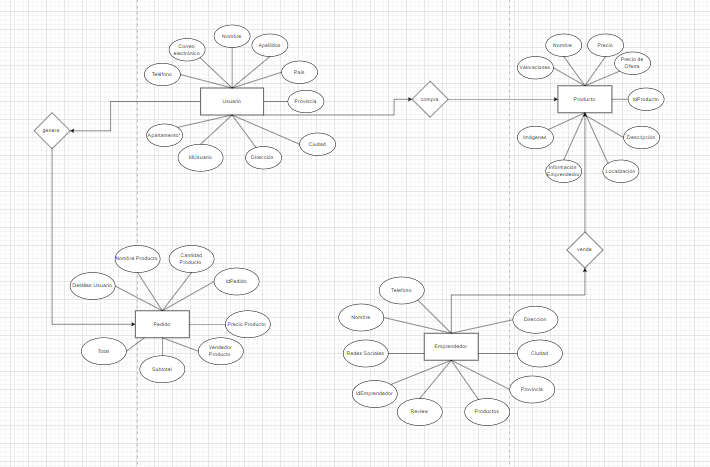 Nombre
Correo
electrónico
Apellidos
Teléfono
País
Usuario
Provincia
Apartamento
IdUsuario
Dirección
Ciudad
genera
compra
Nombre
Precio
Valoraciones
Precio de
Oferta
Producto
IdProducto
Imágenes
Descripción
Información
Emprendedor
Localización
vende
Nombre Producto
Cantidad
Producto
Detalles Usuario
IdPedido
Pedido
Precio Producto
Total
Vendedor
Producto
Subtotal
Teléfono
Nombre
Dirección
Redes Sociales
Emprendedor
Ciudad
IdEmprendedor
Provincia
Review
Productos